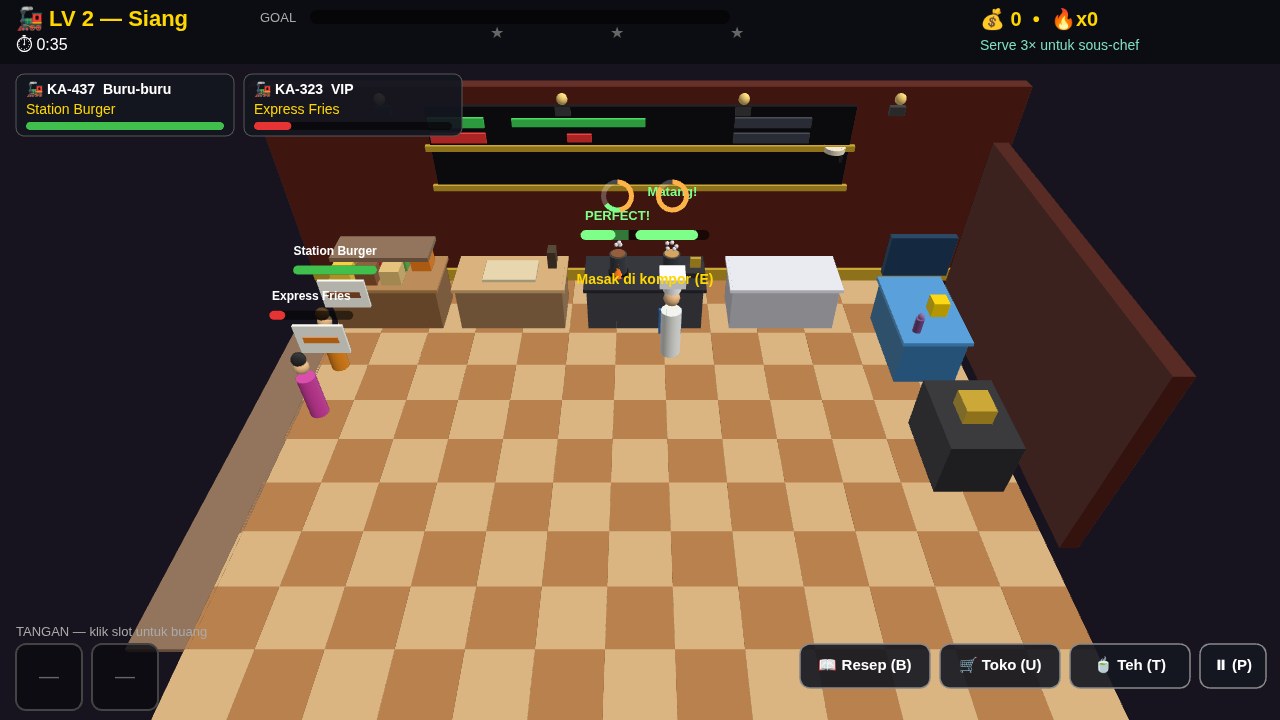 🚂 LV 2 — Siang
⏱ 0:35
GOAL
★ ★ ★
💰 0 • 🔥x0
Serve 3× untuk sous-chef
🚂 KA-437 Buru-buru
Station Burger
🚂 KA-323 VIP
Express Fries
Matang!
PERFECT!
Station Burger
Masak di kompor (E)
Express Fries
TANGAN — klik slot untuk buang
— —
📖 Resep (B)
🛒 Toko (U)
🍵 Teh (T)
⏸ (P)